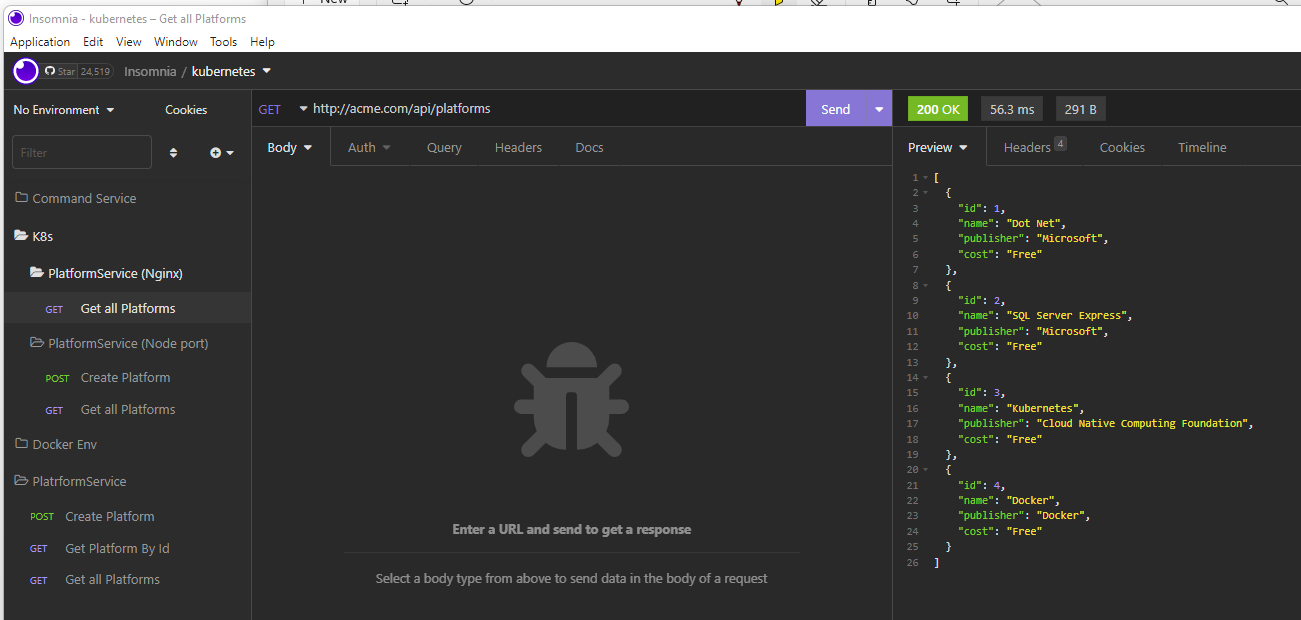 New
Insomnia - kubernetes – Get all Platforms
Application Edit View Window Tools Help
Star 24,519 Insomnia / kubernetes
No Environment Cookies
Filter
Command Service
K8s
PlatformService (Nginx)
GET Get all Platforms
PlatformService (Node port)
POST Create Platform
GET Get all Platforms
Docker Env
PlatrformService
POST Create Platform
GET Get Platform By Id
GET Get all Platforms
GET http://acme.com/api/platforms Send
Body Auth Query Headers Docs
Enter a URL and send to get a response
Select a body type from above to send data in the body of a request
200 OK 56.3 ms 291 B
Preview Headers 4 Cookies Timeline
1 [
2 {
3 "id": 1,
4 "name": "Dot Net",
5 "publisher": "Microsoft",
6 "cost": "Free"
7 },
8 {
9 "id": 2,
10 "name": "SQL Server Express",
11 "publisher": "Microsoft",
12 "cost": "Free"
13 },
14 {
15 "id": 3,
16 "name": "Kubernetes",
17 "publisher": "Cloud Native Computing Foundation",
18 "cost": "Free"
19 },
20 {
21 "id": 4,
22 "name": "Docker",
23 "publisher": "Docker",
24 "cost": "Free"
25 }
26 ]